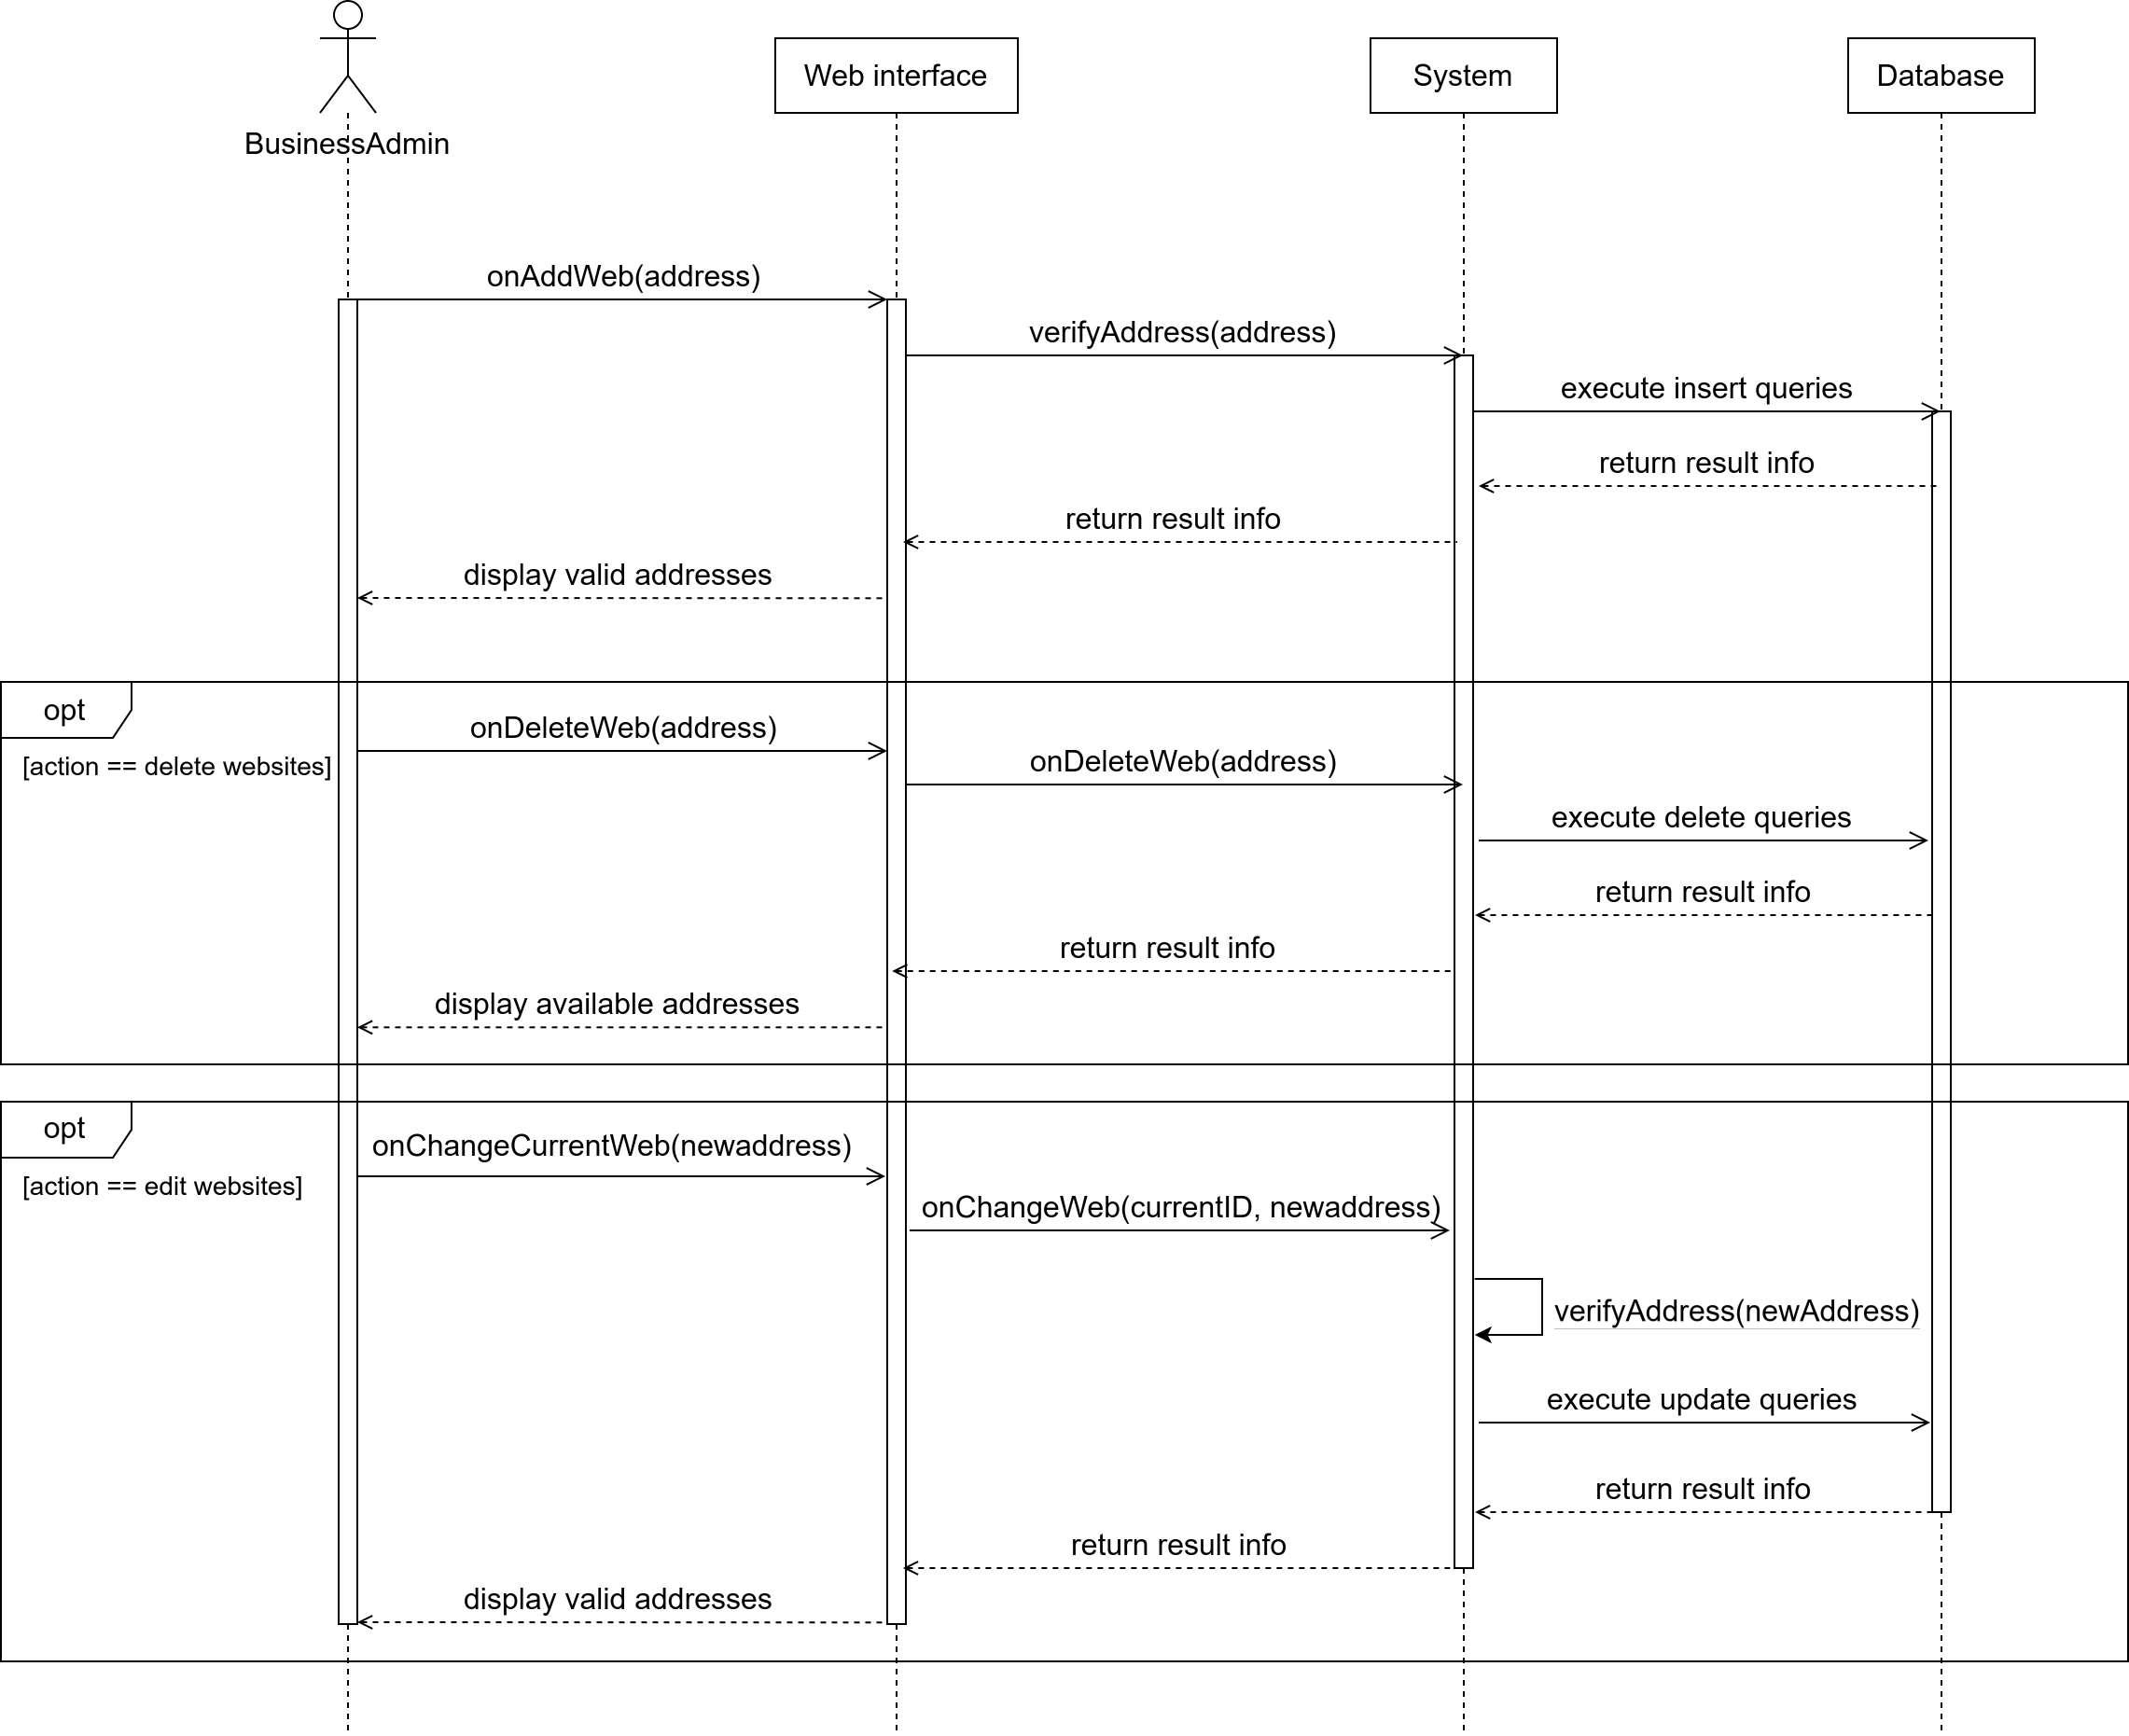 Web interface
System
Database
BusinessAdmin
onAddWeb(address)
verifyAddress(address)
execute insert queries
return result info
return result info
display valid addresses
opt
onDeleteWeb(address)
[action == delete websites]
onDeleteWeb(address)
execute delete queries
return result info
return result info
display available addresses
opt
onChangeCurrentWeb(newaddress)
[action == edit websites]
onChangeWeb(currentID, newaddress)
verifyAddress(newAddress)
execute update queries
return result info
return result info
display valid addresses